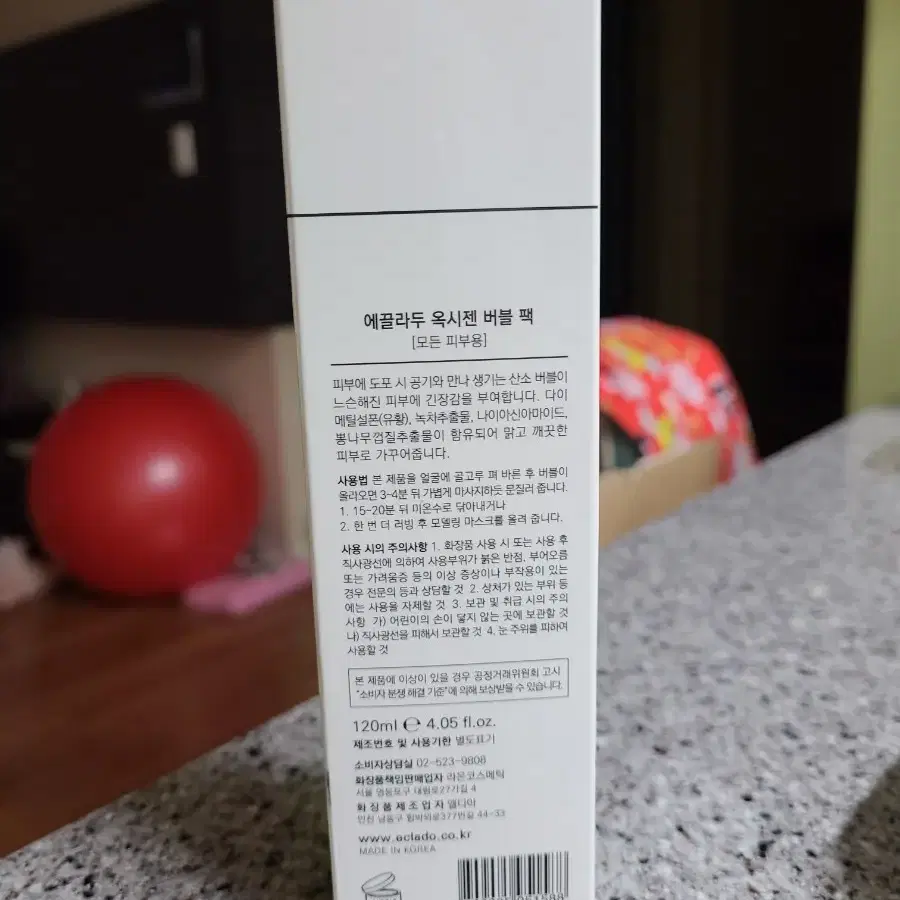 에끌라두 옥시젠 버블 팩
[모든 피부용]
피부에 도포 시 공기와 만나 생기는 산소 버블이
느슨해진 피부에 긴장감을 부여합니다. 다이
메틸설폰(유황), 녹차추출물, 나이아신아마이드,
뽕나무껍질추출물이 함유되어 맑고 깨끗한
피부로 가꾸어줍니다.
사용법 본 제품을 얼굴에 골고루 펴 바른 후 버블이
올라오면 3-4분 뒤 가볍게 마사지하듯 문질러 줍니다.
1. 15-20분 뒤 미온수로 닦아내거나
2. 한 번 더 러빙 후 모델링 마스크를 올려 줍니다.
사용 시의 주의사항 1. 화장품 사용 시 또는 사용 후
직사광선에 의하여 사용부위가 붉은 반점, 부어오름
또는 가려움증 등의 이상 증상이나 부작용이 있는
경우 전문의 등과 상담할 것 2. 상처가 있는 부위 등
에는 사용을 자제할 것 3. 보관 및 취급 시의 주의
사항 가) 어린이의 손이 닿지 않는 곳에 보관할 것
나) 직사광선을 피해서 보관할 것 4. 눈 주위를 피하여
사용할 것
본 제품에 이상이 있을 경우 공정거래위원회 고시
"소비자 분쟁 해결 기준"에 의해 보상받을 수 있습니다.
120ml ℮ 4.05 fl.oz.
제조번호 및 사용기한 별도표기
소비자상담실 02-523-9808
화장품책임판매업자 라온코스메틱
서울 영등포구 대림로27가길 4
화장품제조업자 엘디아
인천 남동구 함박뫼로377번길 44-33
www.aclado.co.kr
MADE IN KOREA